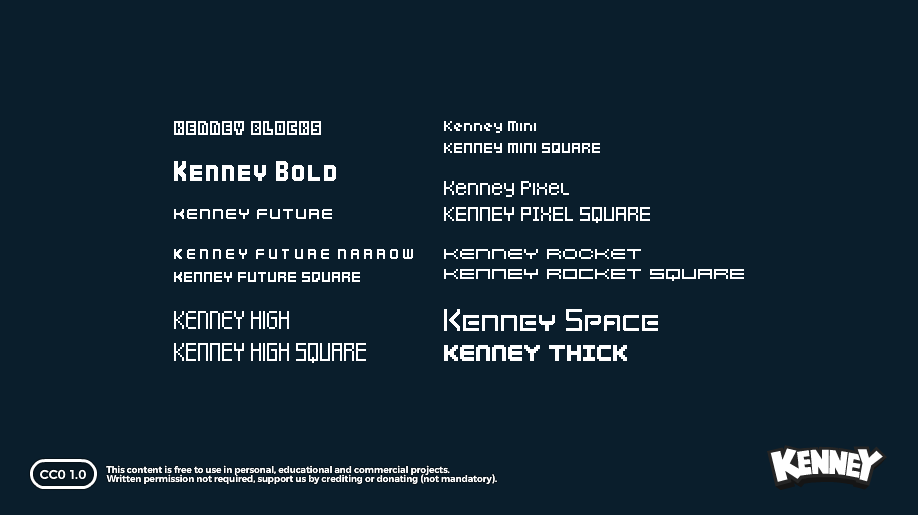 KENNEY BLOCKS
KENNEY BOLD
KENNEY FUTURE
KENNEY FUTURE NARROW
KENNEY FUTURE SQUARE
KENNEY HIGH
KENNEY HIGH SQUARE
Kenney Mini
KENNEY MINI SQUARE
Kenney Pixel
KENNEY PIXEL SQUARE
KENNEY ROCKET
KENNEY ROCKET SQUARE
KENNEY SPACE
KENNEY THICK
CC0 1.0
This content is free to use in personal, educational and commercial projects.
Written permission not required, support us by crediting or donating (not mandatory).
KENNEY